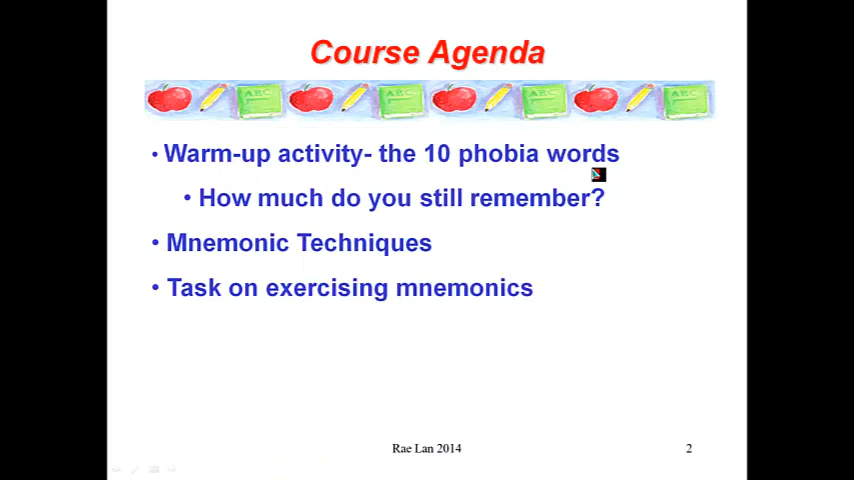 Course Agenda
• Warm-up activity- the 10 phobia words
• How much do you still remember?
• Mnemonic Techniques
• Task on exercising mnemonics
Rae Lan 2014
2